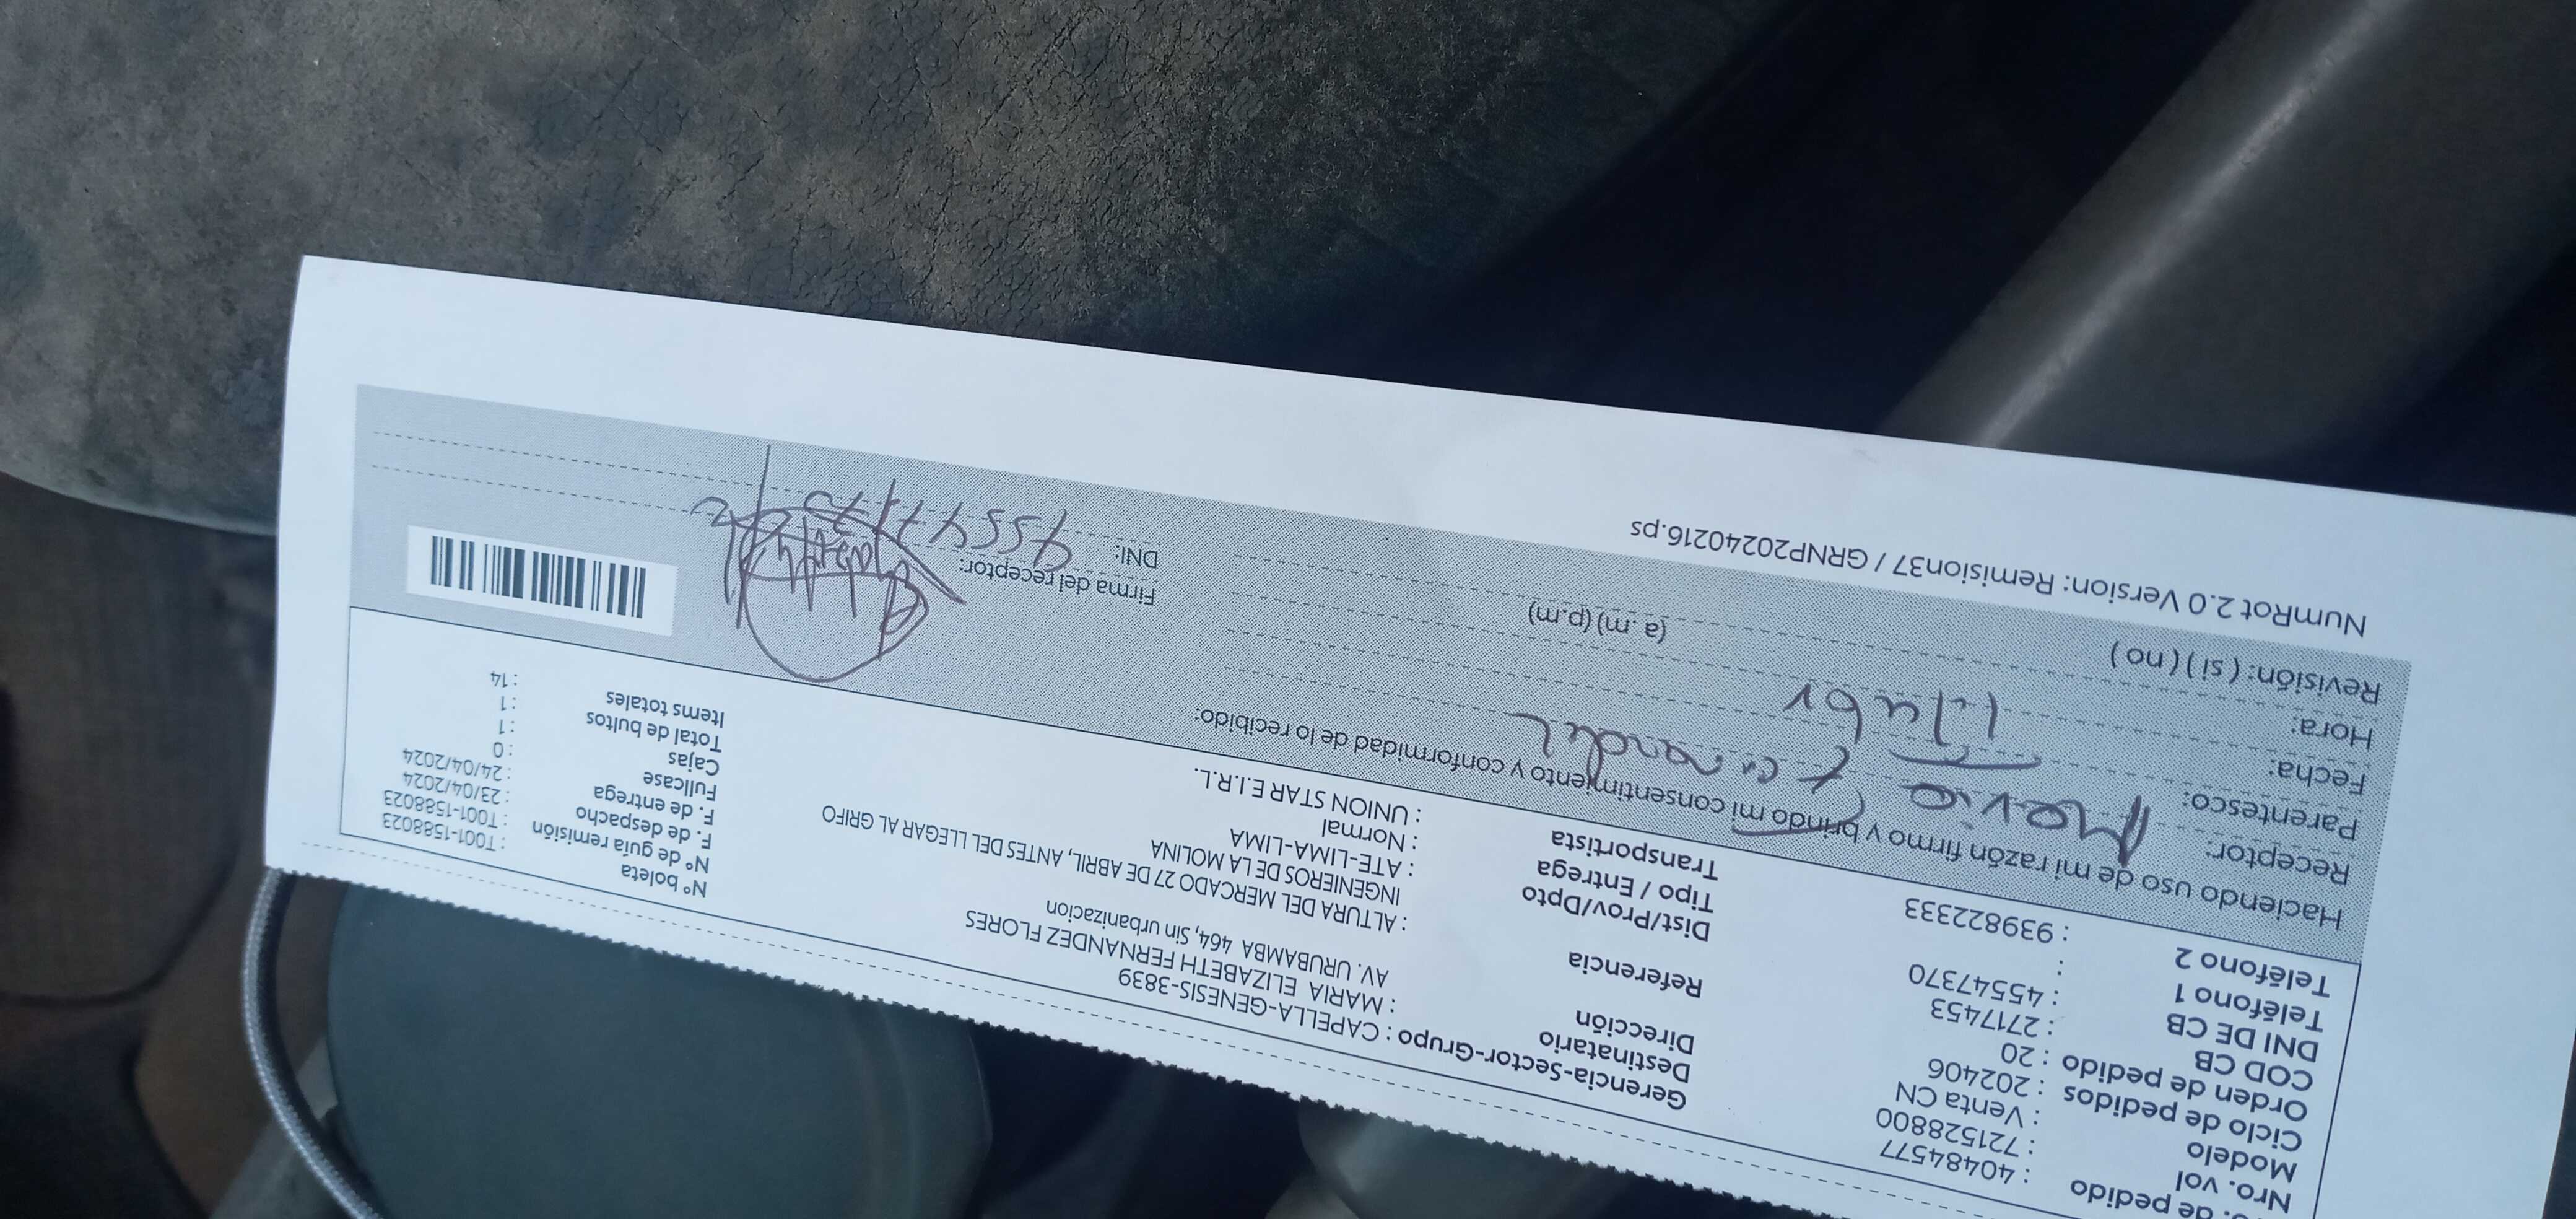 o. de pedido : 40484577
Nro. vol : 721528800
Modelo : Venta CN
Ciclo de pedidos : 202406
Orden de pedido : 20
COD CB : 2717453
DNI DE CB : 45547370
Teléfono 1 :
Teléfono 2 : 939822333
Gerencia-Sector-Grupo : CAPELLA-GENESIS-3839
Destinatario : MARIA ELIZABETH FERNANDEZ FLORES
Dirección AV. URUBAMBA 464, Sin urbanizacion
Referencia : ALTURA DEL MERCADO 27 DE ABRIL, ANTES DEL LLEGAR AL GRIFO
INGENIEROS DE LA MOLINA
Dist/Prov/Dpto : ATE-LIMA-LIMA
Tipo / Entrega : Normal
Transportista : UNION STAR E.I.R.L.
Nº boleta : T001-1588023
Nº de guía remisión : T001-1588023
F. de despacho : 23/04/2024
F. de entrega : 24/04/2024
Fullcase : 0
Cajas : 1
Total de bultos : 1
Items totales : 14
Haciendo uso de mi razón firmo y brindo mi consentimiento y conformidad de lo recibido:
Receptor:
Parentesco:
Fecha:
Hora: (a.m) (p.m)
Revisión: ( si ) ( no )
Firma del receptor:
DNI: 45547370
NumRot 2.0 Version: Remision37 / GRNP20240216.ps